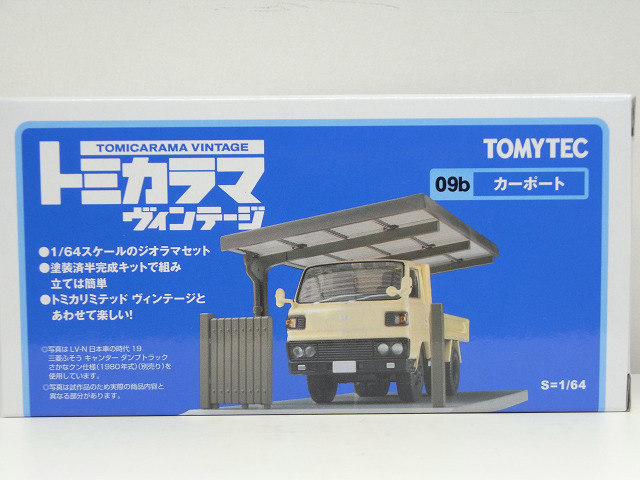 TOMICARAMA VINTAGE
トミカラマ
ヴィンテージ
TOMYTEC
09b カーポート
●1/64スケールのジオラマセット
●塗装済半完成キットで組み
立ては簡単
●トミカリミテッド ヴィンテージと
あわせて楽しい!
◎写真は LV-N 日本車の時代 19
三菱ふそう キャンター ダンプトラック
さかなクン仕様(1980年式)(別売り)を
使用しています。
◎写真は試作品のため実際の商品内容と
異なる部分があります。
S=1/64